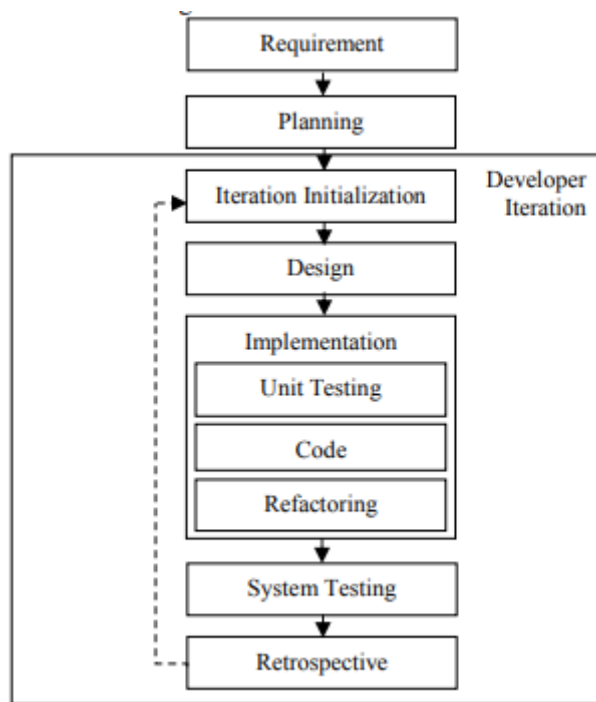 Requirement
Planning
Developer
Iteration
Iteration Initialization
Design
Implementation
Unit Testing
Code
Refactoring
System Testing
Retrospective